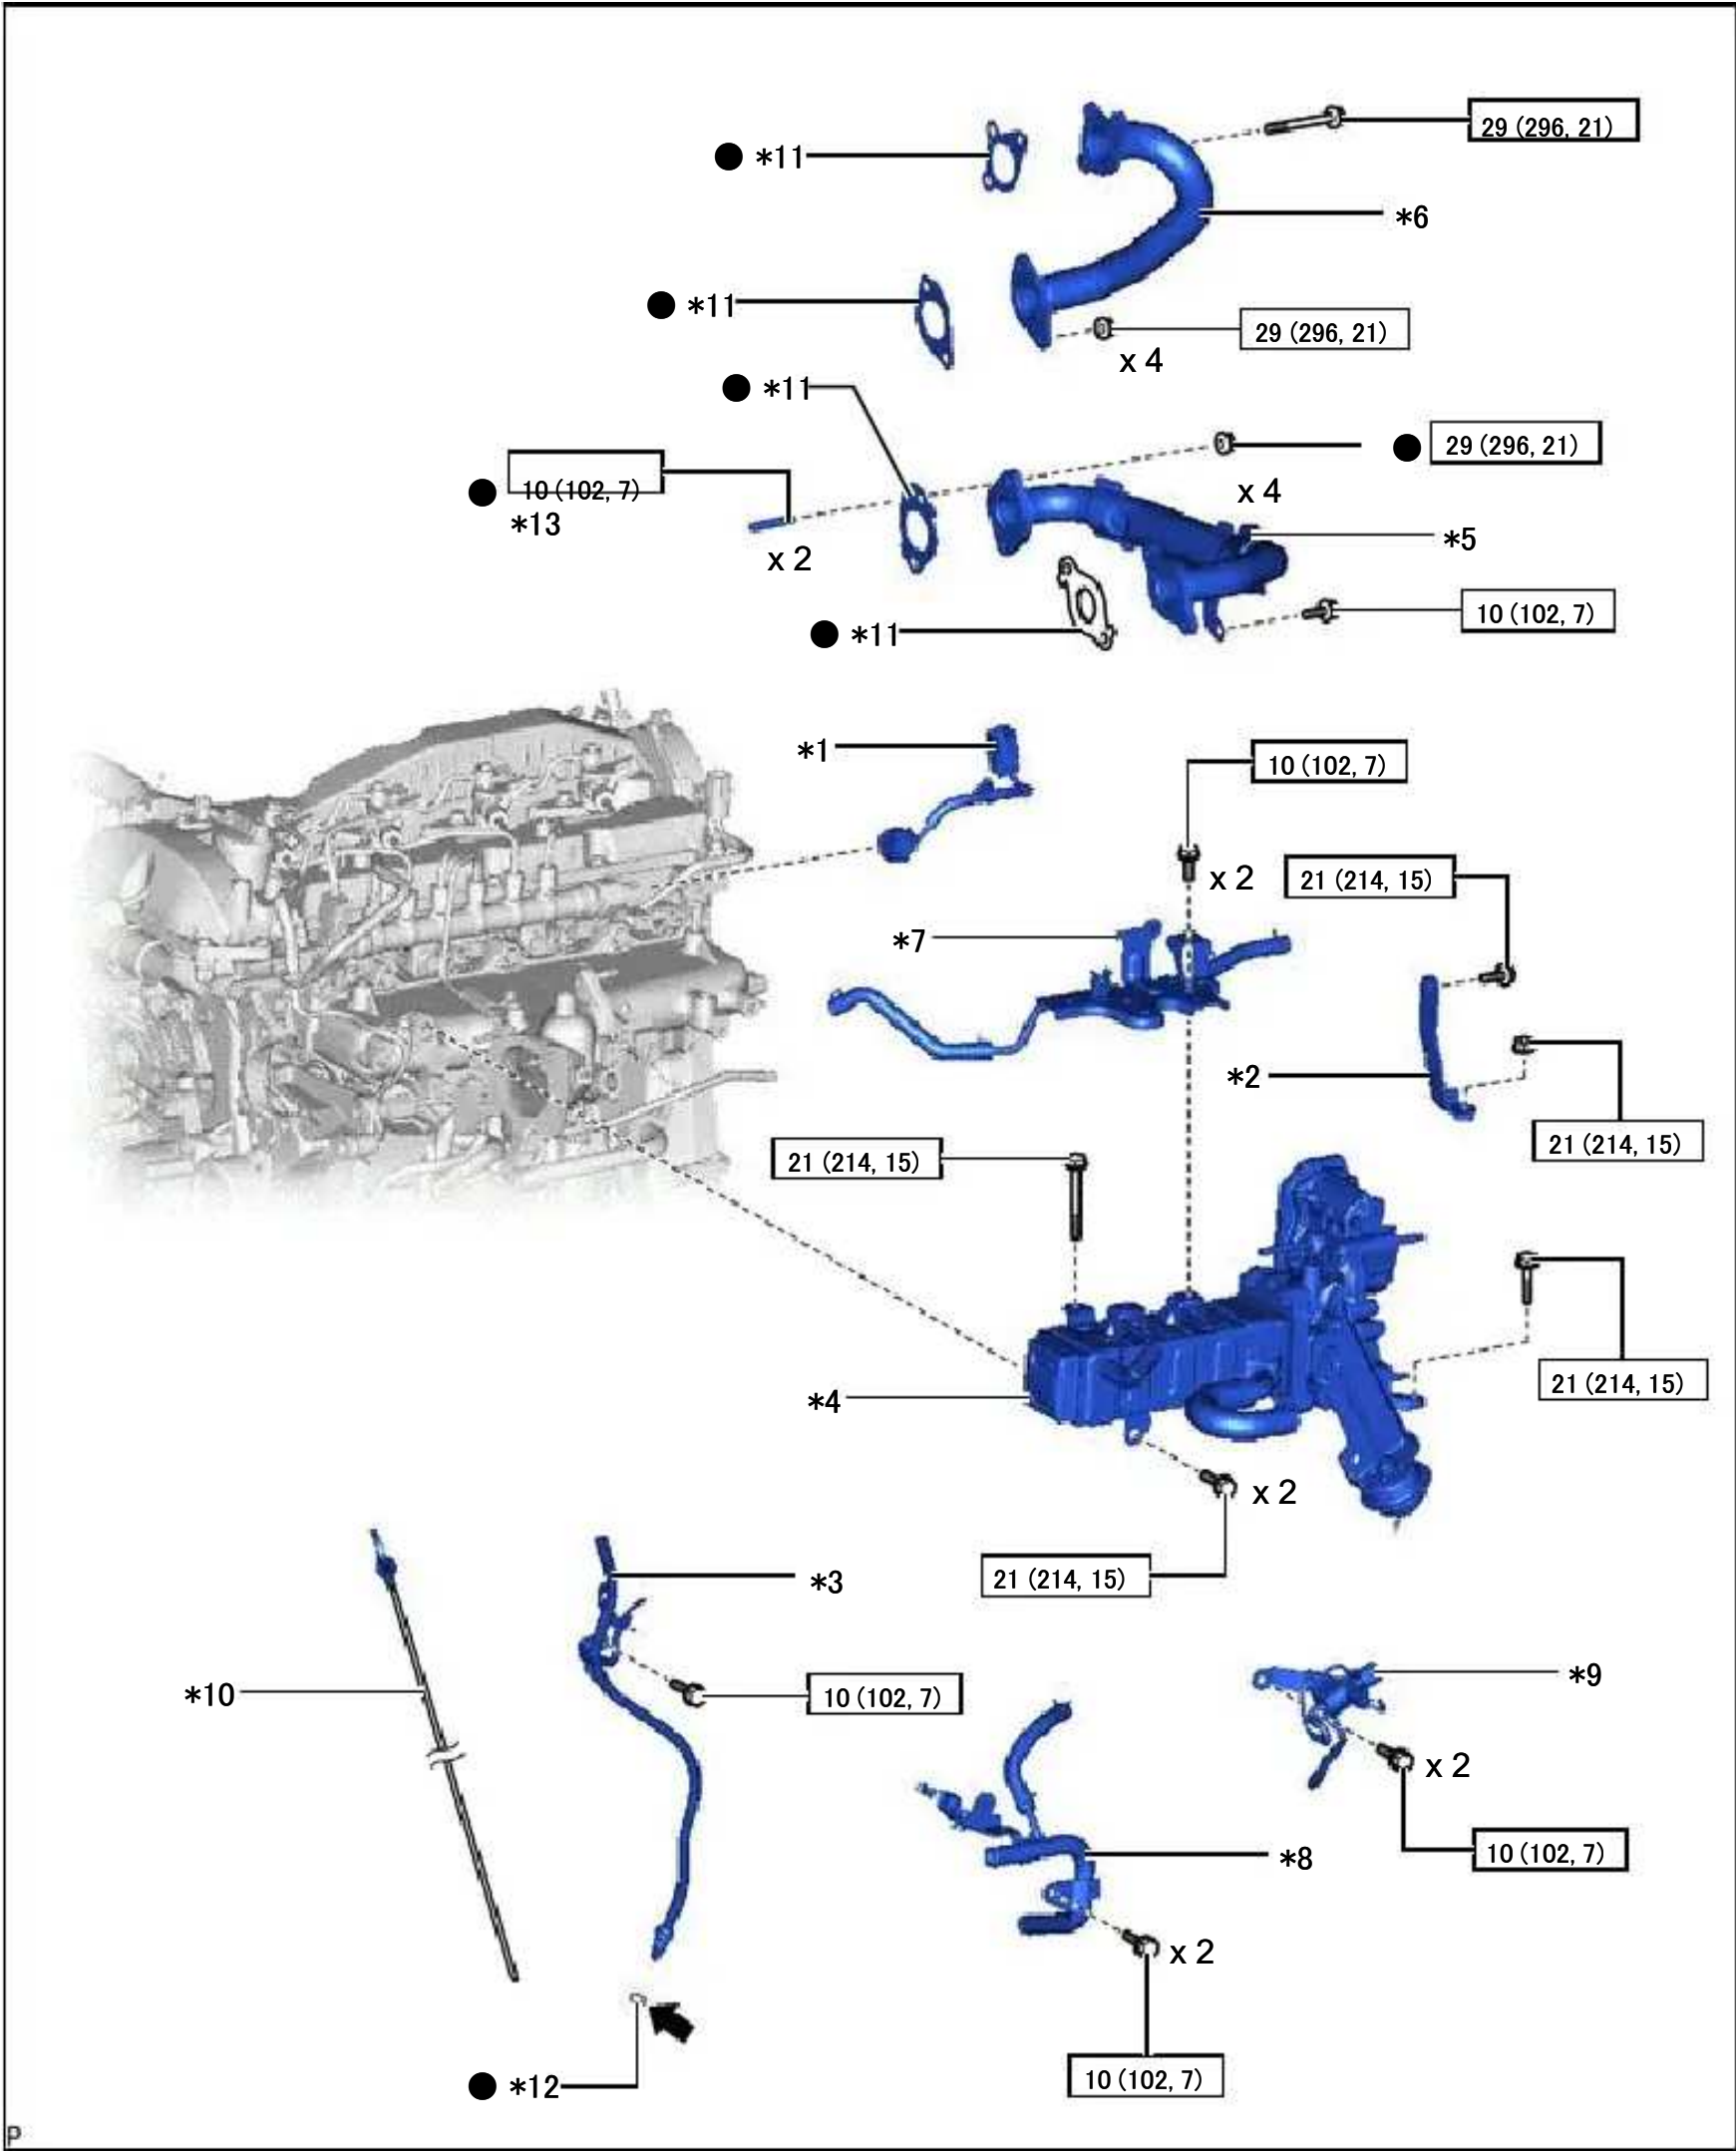 29 (296, 21)
*11
*6
*11
29 (296, 21)
x 4
*11
29 (296, 21)
10 (102, 7)
x 4
*13
*5
x 2
10 (102, 7)
*11
*1
10 (102, 7)
x 2
21 (214, 15)
*7
*2
21 (214, 15)
21 (214, 15)
21 (214, 15)
*4
x 2
21 (214, 15)
*3
*10
10 (102, 7)
*9
x 2
10 (102, 7)
*8
x 2
10 (102, 7)
*12
P